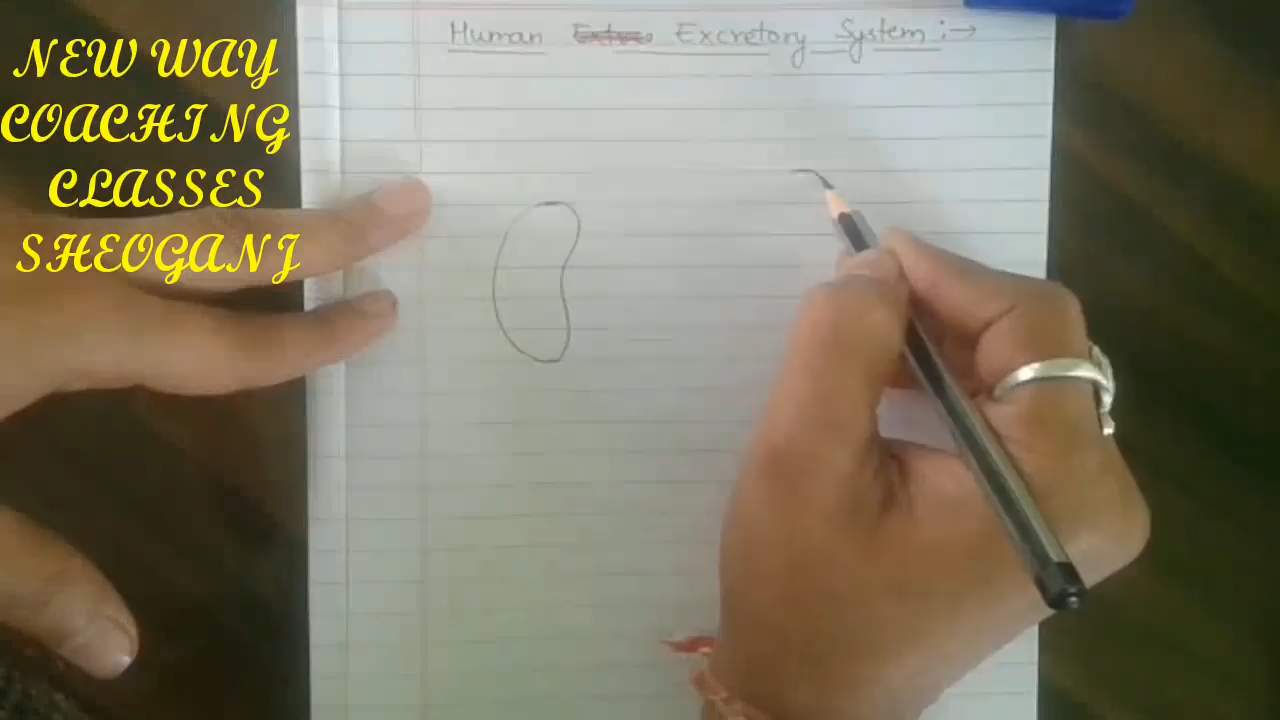 NEW WAY
COACHING
CLASSES
SHEOGANJ
Human Excretory System :→